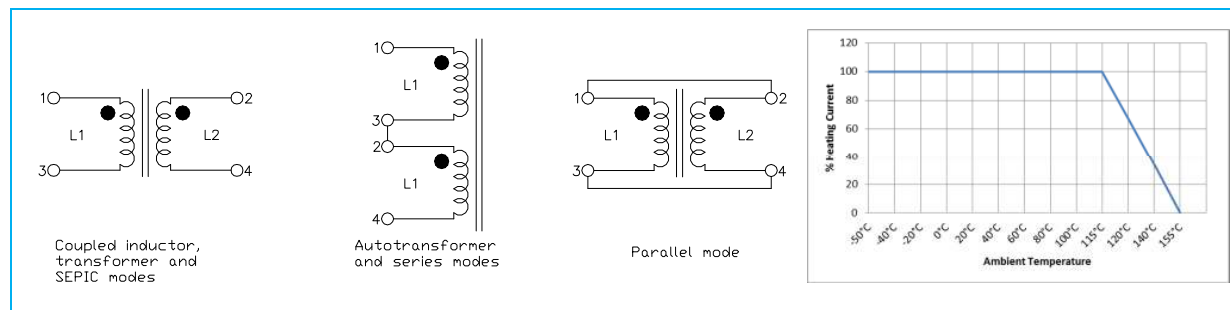 1
2
L1
L2
3
4
Coupled inductor,
transformer and
SEPIC modes
1
L1
3
2
L1
4
Autotransformer
and series modes
1
2
L1
L2
3
4
Parallel mode
120
100
80
60
40
20
0
% Heating Current
-50°C
-40°C
-20°C
0°C
20°C
40°C
60°C
80°C
100°C
115°C
120°C
140°C
155°C
Ambient Temperature